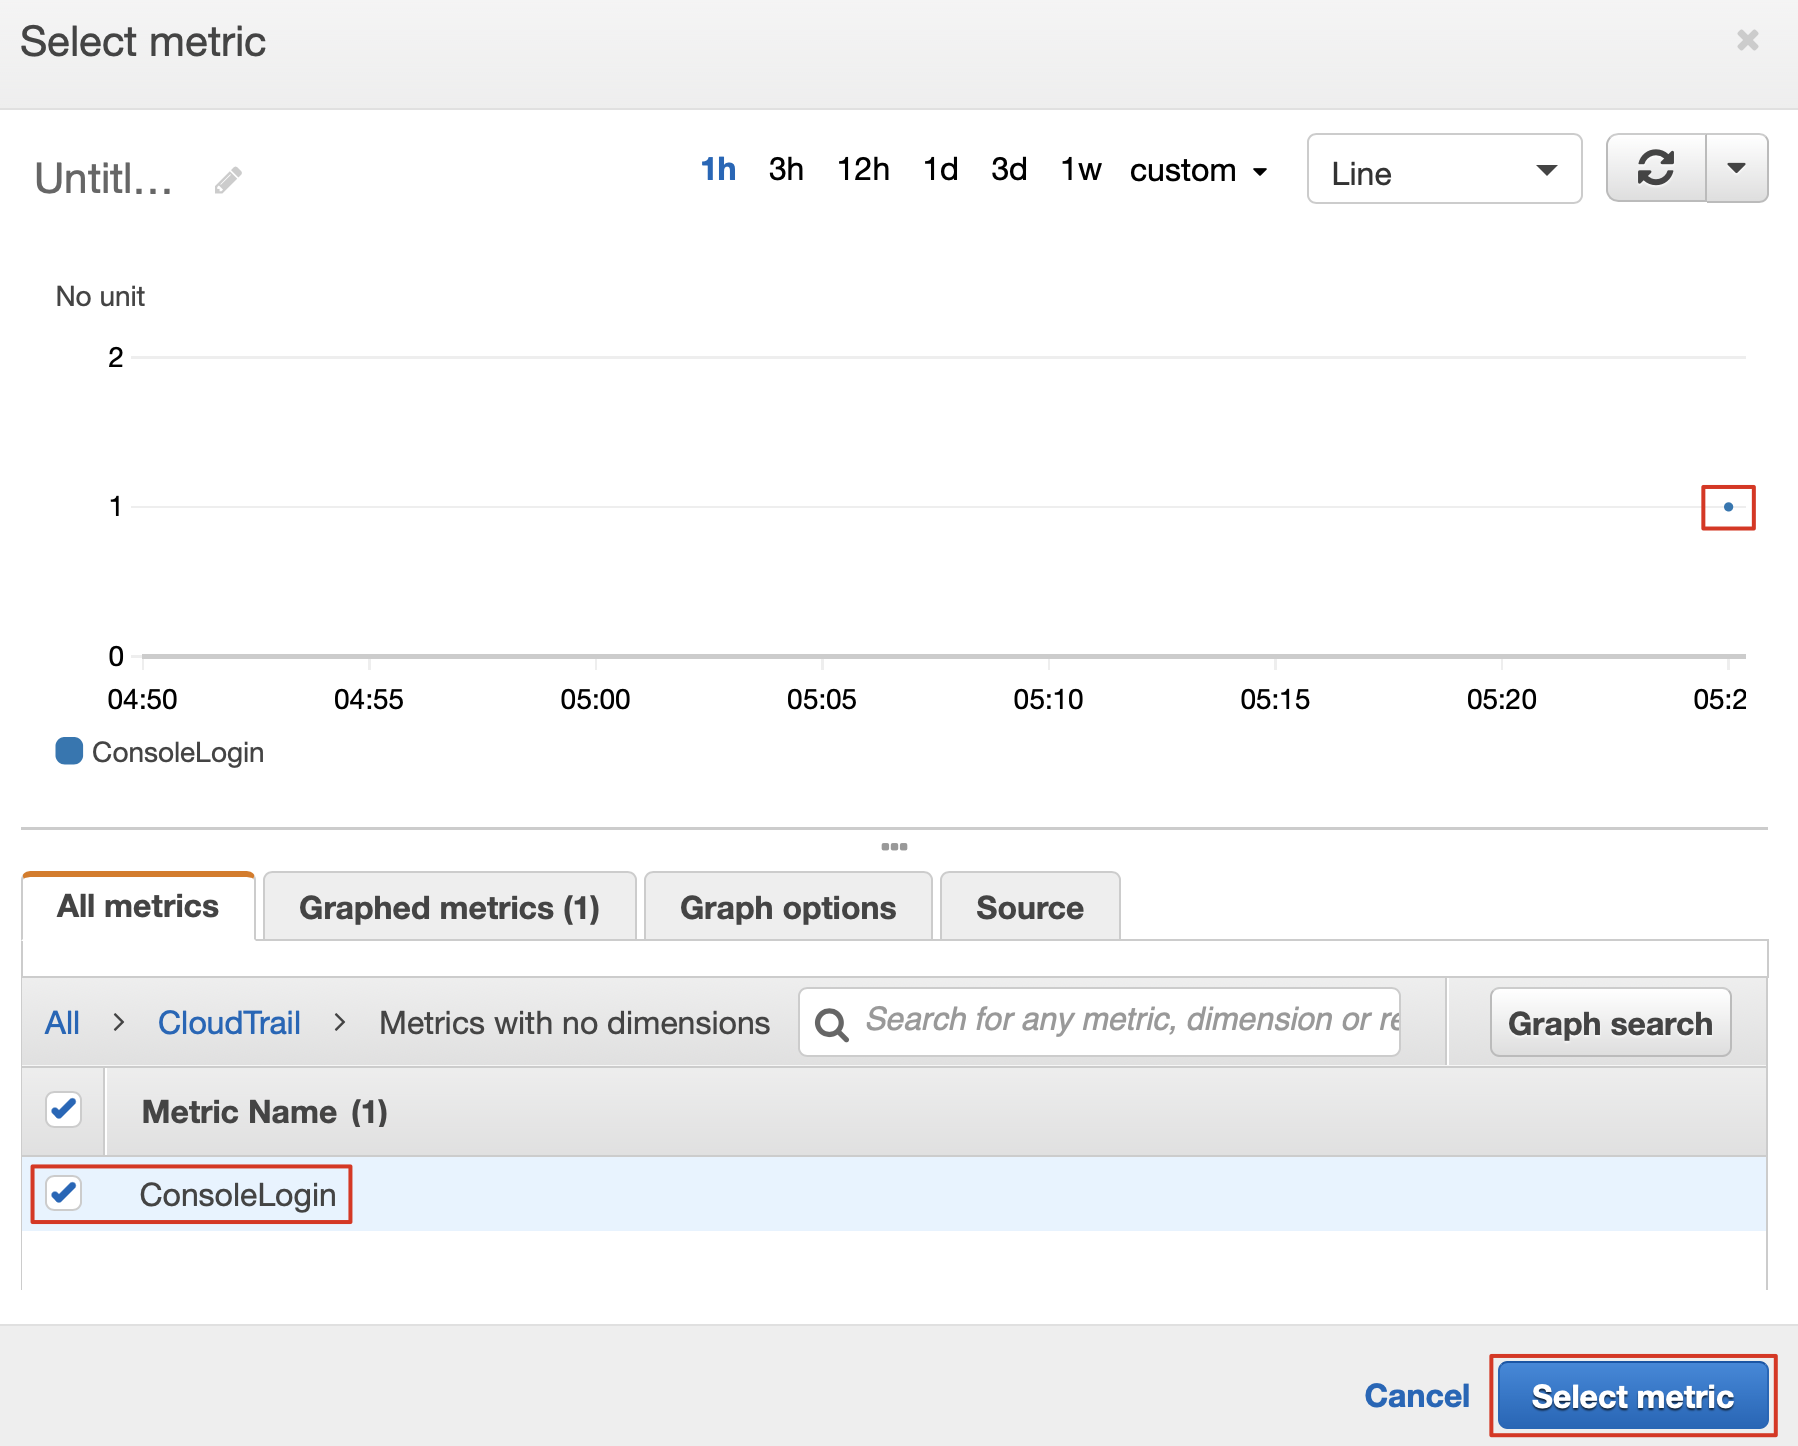 Select metric
Untitl...
1h 3h 12h 1d 3d 1w custom
Line
No unit
2
1
0
04:50 04:55 05:00 05:05 05:10 05:15 05:20 05:2
ConsoleLogin
All metrics Graphed metrics (1) Graph options Source
All > CloudTrail > Metrics with no dimensions Search for any metric, dimension or re Graph search
Metric Name (1)
ConsoleLogin
Cancel Select metric